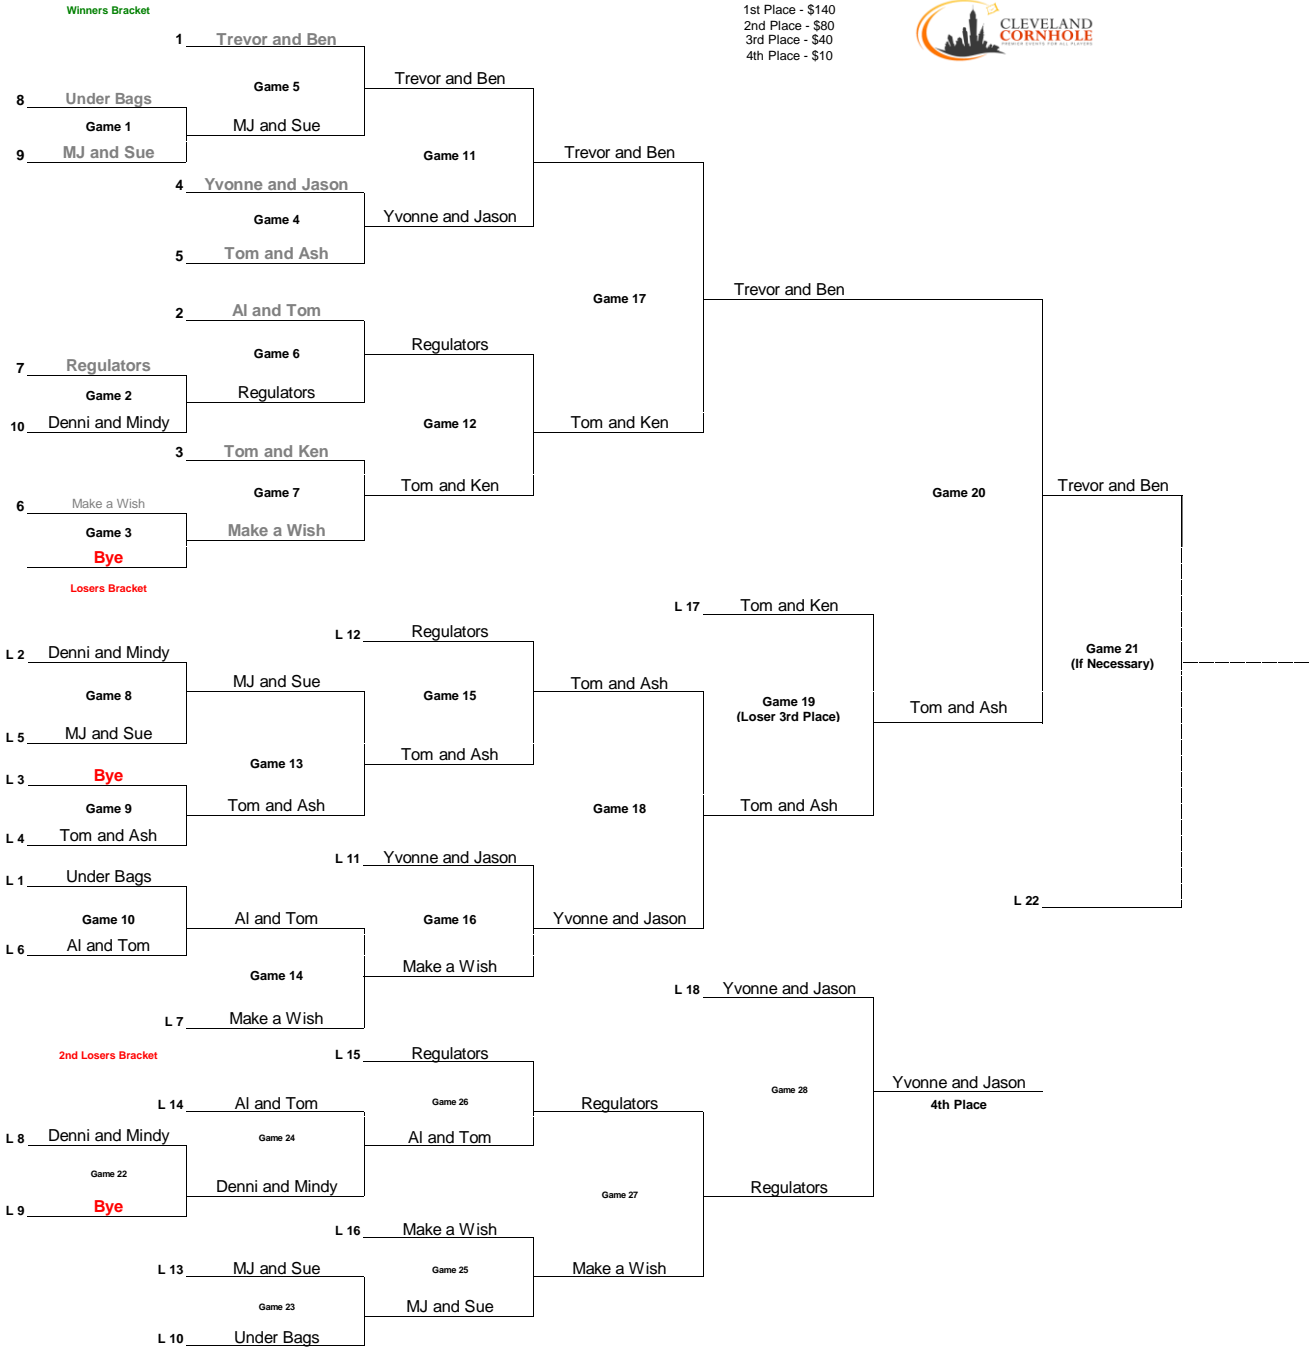 Winners Bracket
1st Place - $140
2nd Place - $80
3rd Place - $40
4th Place - $10
CLEVELAND
CORNHOLE
PREMIER EVENTS FOR ALL PLAYERS
1 Trevor and Ben
Trevor and Ben
Game 5
8 Under Bags
Game 1
MJ and Sue
9 MJ and Sue
Game 11
Trevor and Ben
4 Yvonne and Jason
Game 4
Yvonne and Jason
5 Tom and Ash
Game 17
Trevor and Ben
2 Al and Tom
Regulators
Game 6
7 Regulators
Game 2
Regulators
10 Denni and Mindy
Game 12
Tom and Ken
3 Tom and Ken
Game 7
Tom and Ken
Game 20
Trevor and Ben
6 Make a Wish
Game 3
Make a Wish
Bye
Losers Bracket
L 17 Tom and Ken
L 12 Regulators
L 2 Denni and Mindy
Game 21
(If Necessary)
Game 8
MJ and Sue
Game 15
Tom and Ash
Game 19
(Loser 3rd Place)
Tom and Ash
L 5 MJ and Sue
Tom and Ash
Game 13
L 3 Bye
Game 9
Tom and Ash
Game 18
Tom and Ash
L 4 Tom and Ash
L 11 Yvonne and Jason
L 1 Under Bags
L 22
Game 10
Al and Tom
Game 16
Yvonne and Jason
L 6 Al and Tom
Make a Wish
Game 14
L 18 Yvonne and Jason
L 7 Make a Wish
2nd Losers Bracket
L 15 Regulators
Game 28
Yvonne and Jason
4th Place
L 14 Al and Tom
Game 26
Regulators
L 8 Denni and Mindy
Game 24
Al and Tom
Game 22
Denni and Mindy
Game 27
Regulators
L 9 Bye
L 16 Make a Wish
L 13 MJ and Sue
Game 25
Make a Wish
Game 23
MJ and Sue
L 10 Under Bags